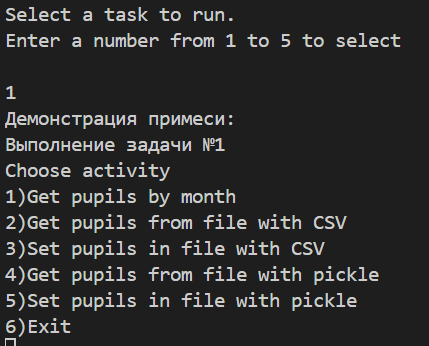 Select a task to run.
Enter a number from 1 to 5 to select
1
Демонстрация примеси:
Выполнение задачи №1
Choose activity
1)Get pupils by month
2)Get pupils from file with CSV
3)Set pupils in file with CSV
4)Get pupils from file with pickle
5)Set pupils in file with pickle
6)Exit